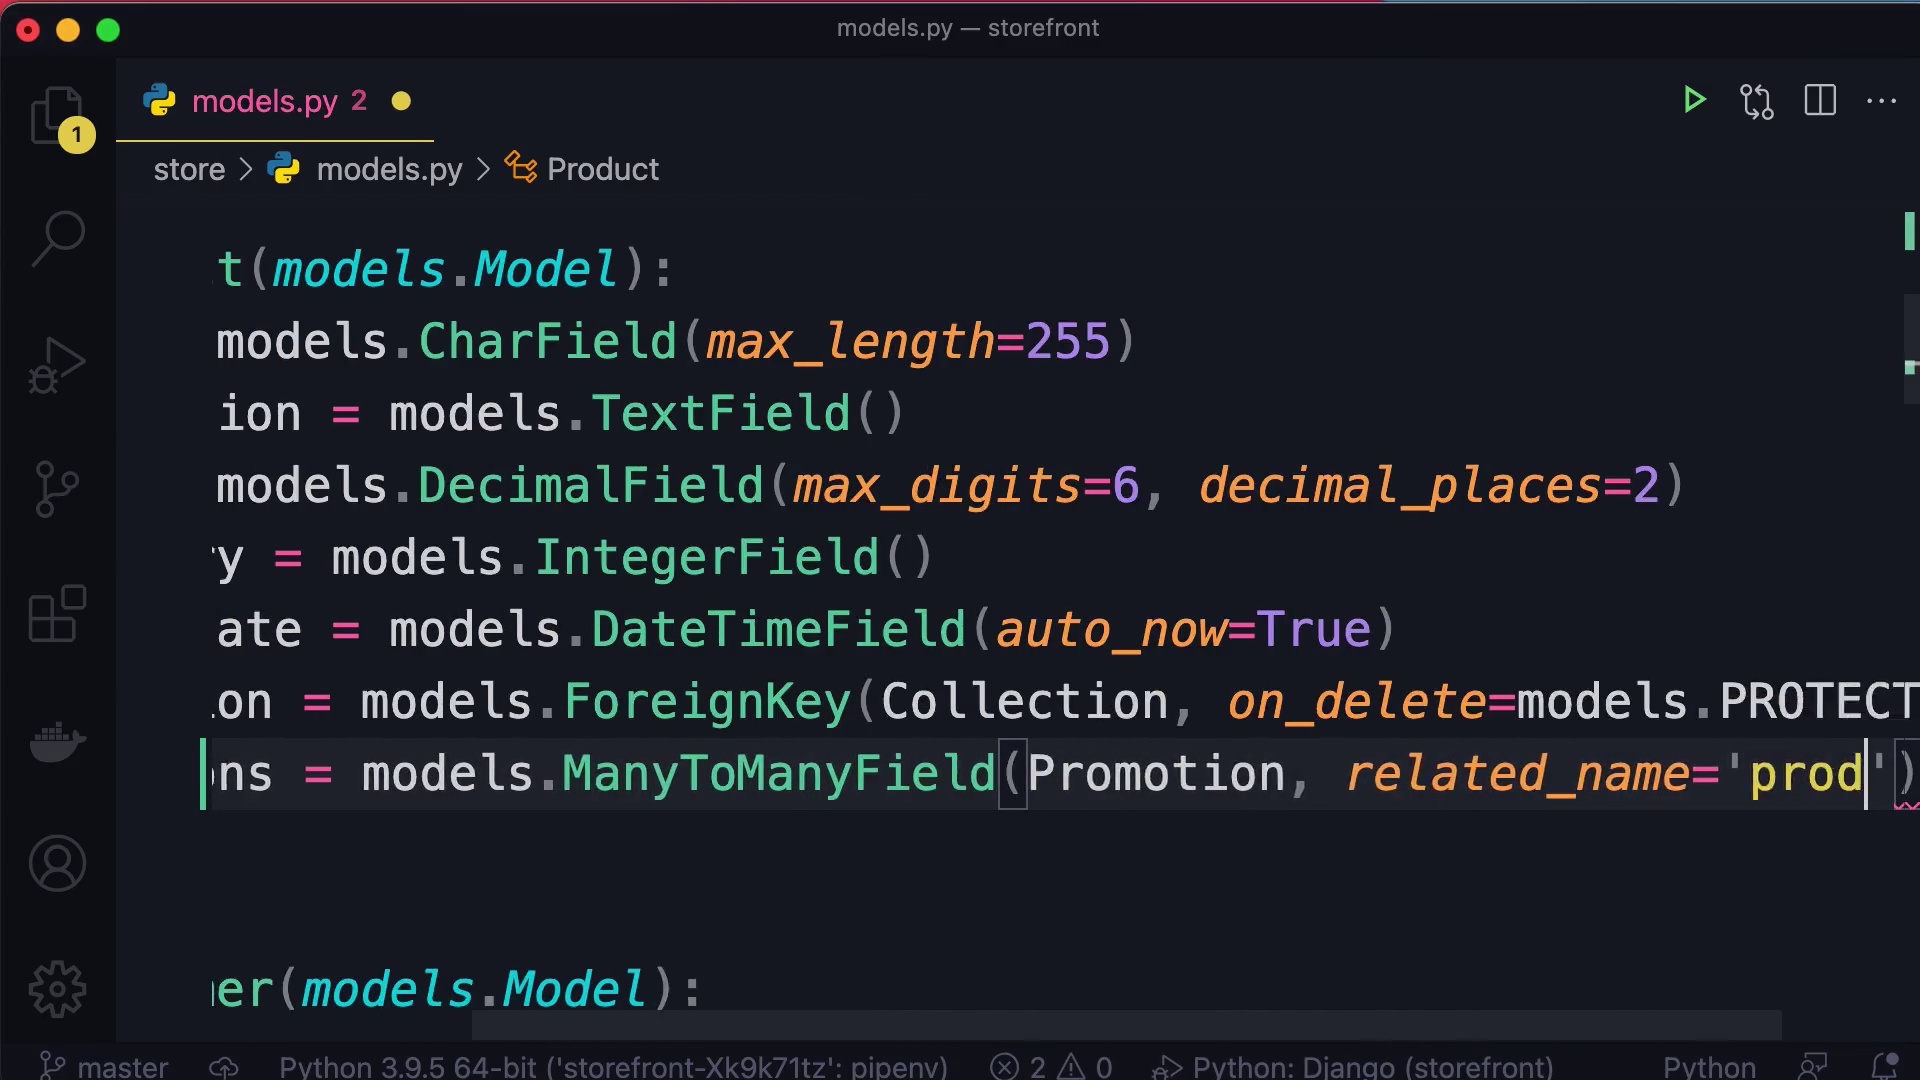 models.py — storefront
models.py 2
1
store > models.py > Product
t(models.Model):
models.CharField(max_length=255)
ion = models.TextField()
models.DecimalField(max_digits=6, decimal_places=2)
ry = models.IntegerField()
ate = models.DateTimeField(auto_now=True)
on = models.ForeignKey(Collection, on_delete=models.PROTECT
ons = models.ManyToManyField(Promotion, related_name='prod')
er(models.Model):
master Python 3.9.5 64-bit ('storefront-Xk9k71tz': pipenv) 2 0 Python: Django (storefront) Python